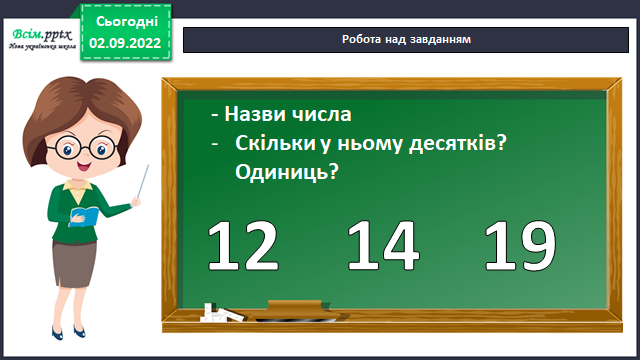 Всім.pptx
Нова українська школа
Сьогодні
02.09.2022
Робота над завданням
- Назви числа
- Скільки у ньому десятків?
Одиниць?
12 14 19